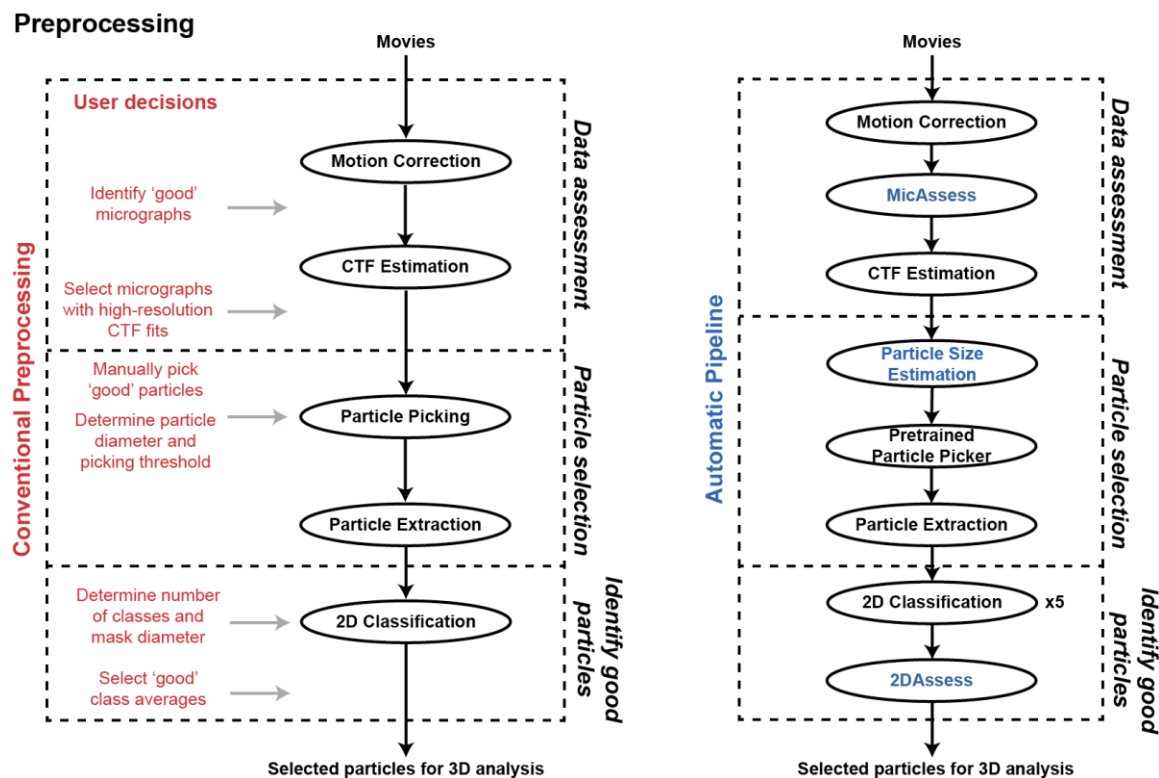 Preprocessing
Movies
User decisions
Motion Correction
Identify ‘good’
micrographs
CTF Estimation
Select micrographs
with high-resolution
CTF fits
Data assessment
Manually pick
‘good’ particles
Particle Picking
Determine particle
diameter and
picking threshold
Particle Extraction
Particle selection
Determine number
of classes and
mask diameter
2D Classification
Select ‘good’
class averages
Identify good
particles
Conventional Preprocessing
Selected particles for 3D analysis
Movies
Motion Correction
MicAssess
CTF Estimation
Data assessment
Particle Size
Estimation
Pretrained
Particle Picker
Particle Extraction
Particle selection
2D Classification x5
2DAssess
Identify good
particles
Automatic Pipeline
Selected particles for 3D analysis